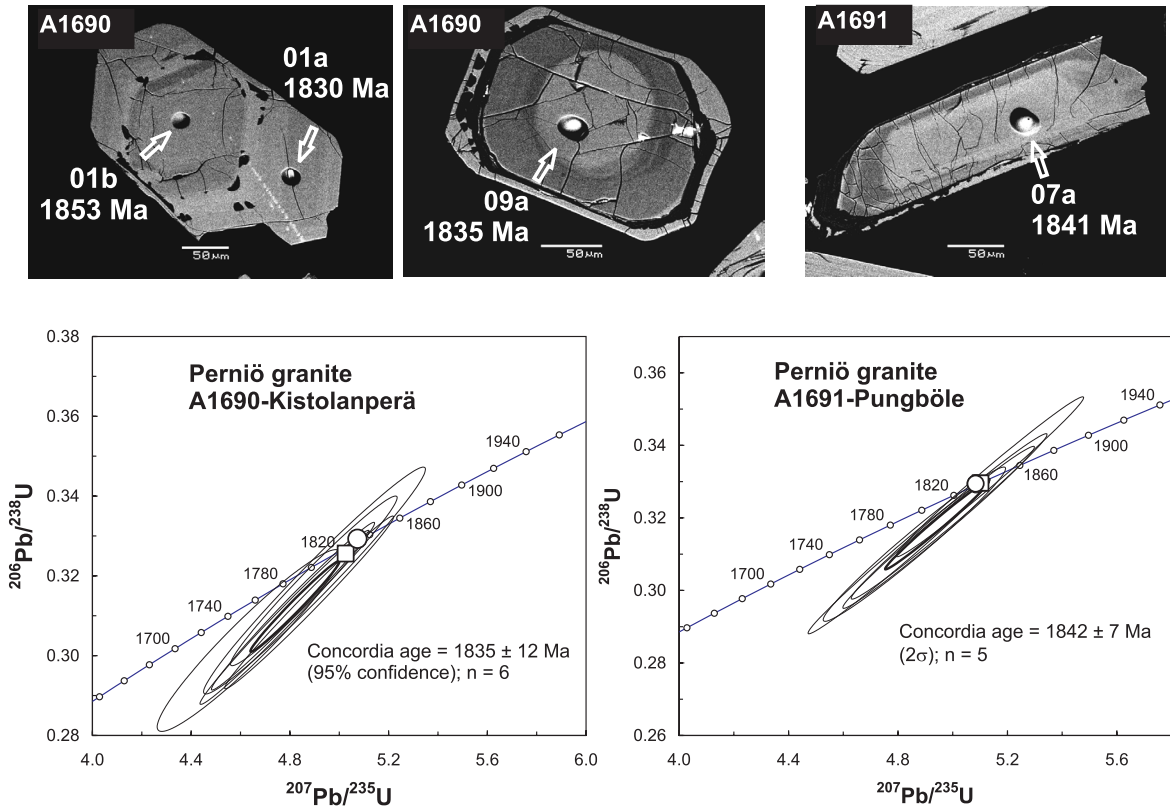 A1690
01a
1830 Ma
01b
1853 Ma
50µm
A1690
09a
1835 Ma
50µm
A1691
07a
1841 Ma
50µm
Perniö granite
A1690-Kistolanperä
206Pb/238U
0.38
0.36
0.34
0.32
0.30
0.28
1700
1740
1780
1820
1860
1900
1940
Concordia age = 1835 ± 12 Ma
(95% confidence); n = 6
4.0
4.4
4.8
5.2
5.6
6.0
207Pb/235U
Perniö granite
A1691-Pungböle
206Pb/238U
0.36
0.34
0.32
0.30
0.28
0.26
1700
1740
1780
1820
1860
1900
1940
Concordia age = 1842 ± 7 Ma
(2σ); n = 5
4.0
4.4
4.8
5.2
5.6
207Pb/235U